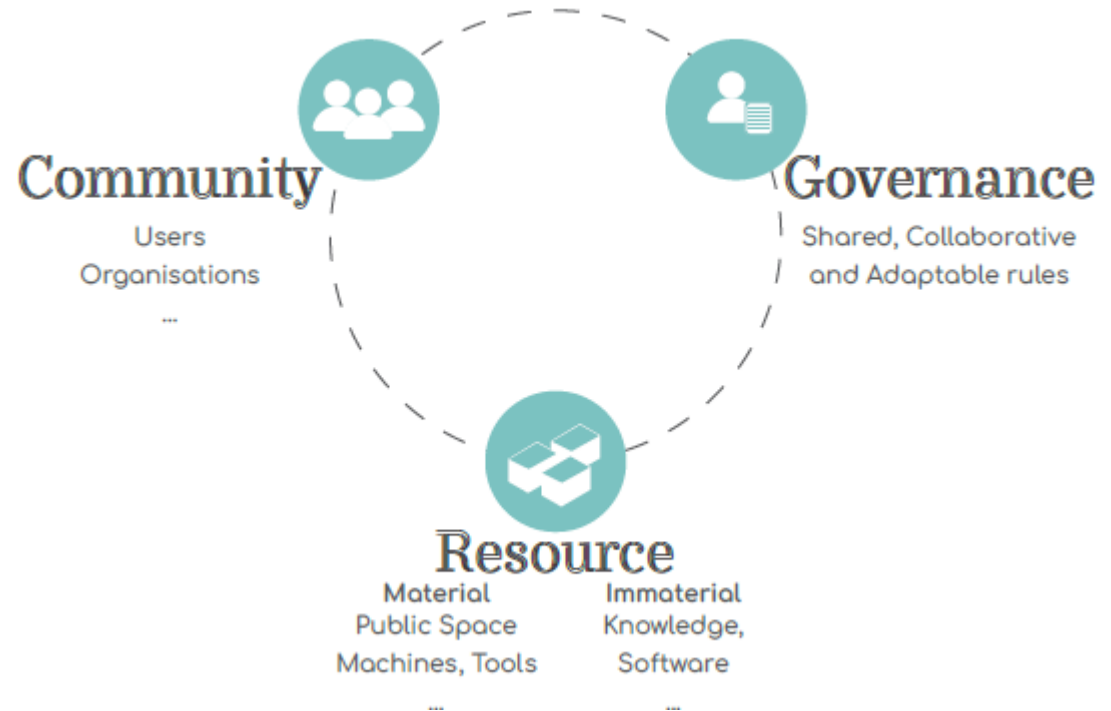 Community
Users
Organisations
...
Governance
Shared, Collaborative
and Adaptable rules
Resource
Material
Public Space
Machines, Tools
...
Immaterial
Knowledge,
Software
...